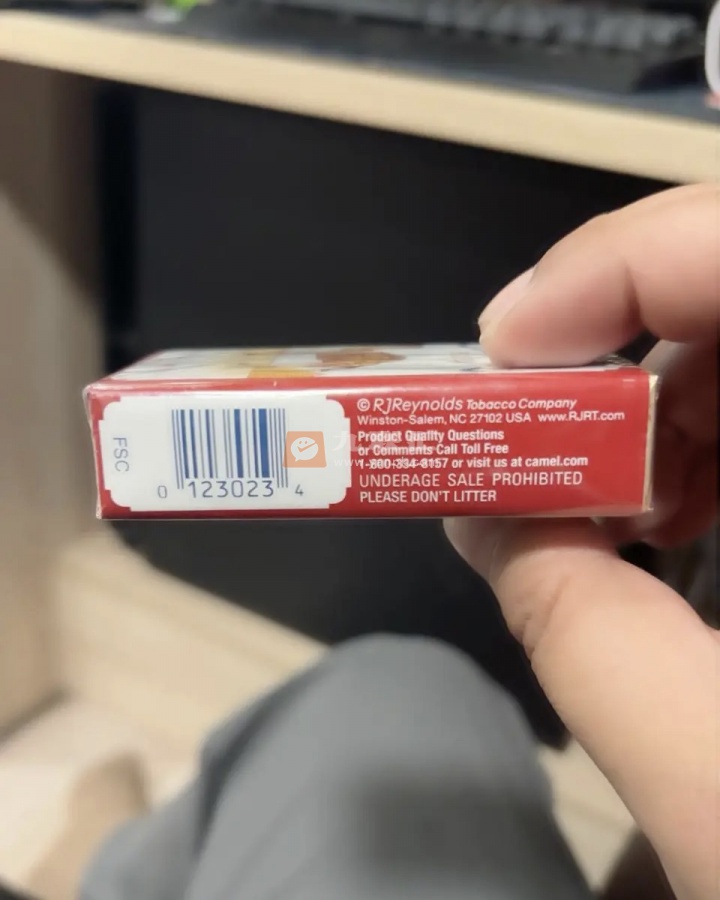 FSC
0 123023 4
© RJReynolds Tobacco Company
Winston-Salem, NC 27102 USA www.RJRT.com
Product Quality Questions
or Comments Call Toll Free
1-800-334-8157 or visit us at camel.com
UNDERAGE SALE PROHIBITED
PLEASE DON'T LITTER